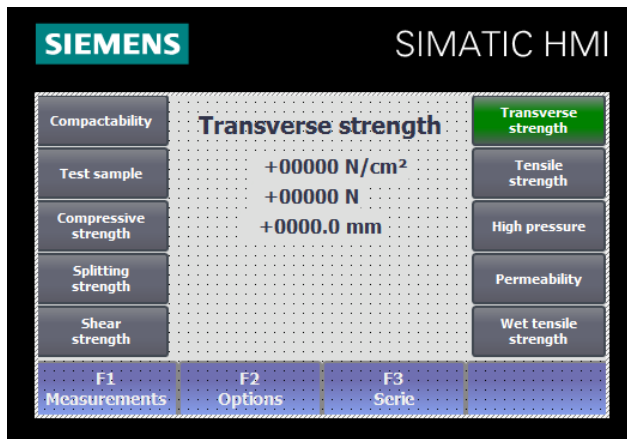 SIEMENS
SIMATIC HMI
Compactability
Transverse strength
Transverse
strength
Test sample
+00000 N/cm²
Tensile
strength
+00000 N
Compressive
strength
+0000.0 mm
High pressure
Splitting
strength
Permeability
Shear
strength
Wet tensile
strength
F1
Measurements
F2
Options
F3
Serie